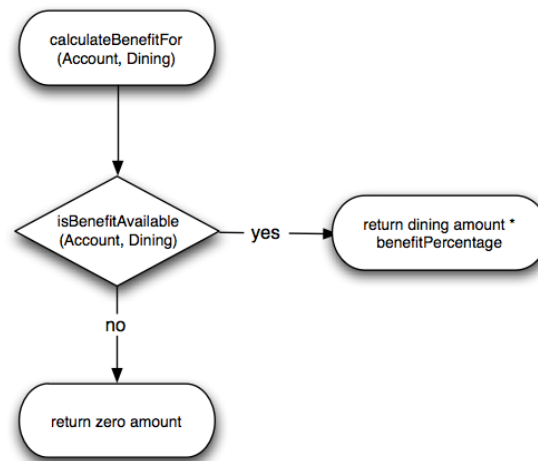 calculateBenefitFor
(Account, Dining)
isBenefitAvailable
(Account, Dining)
yes
return dining amount *
benefitPercentage
no
return zero amount